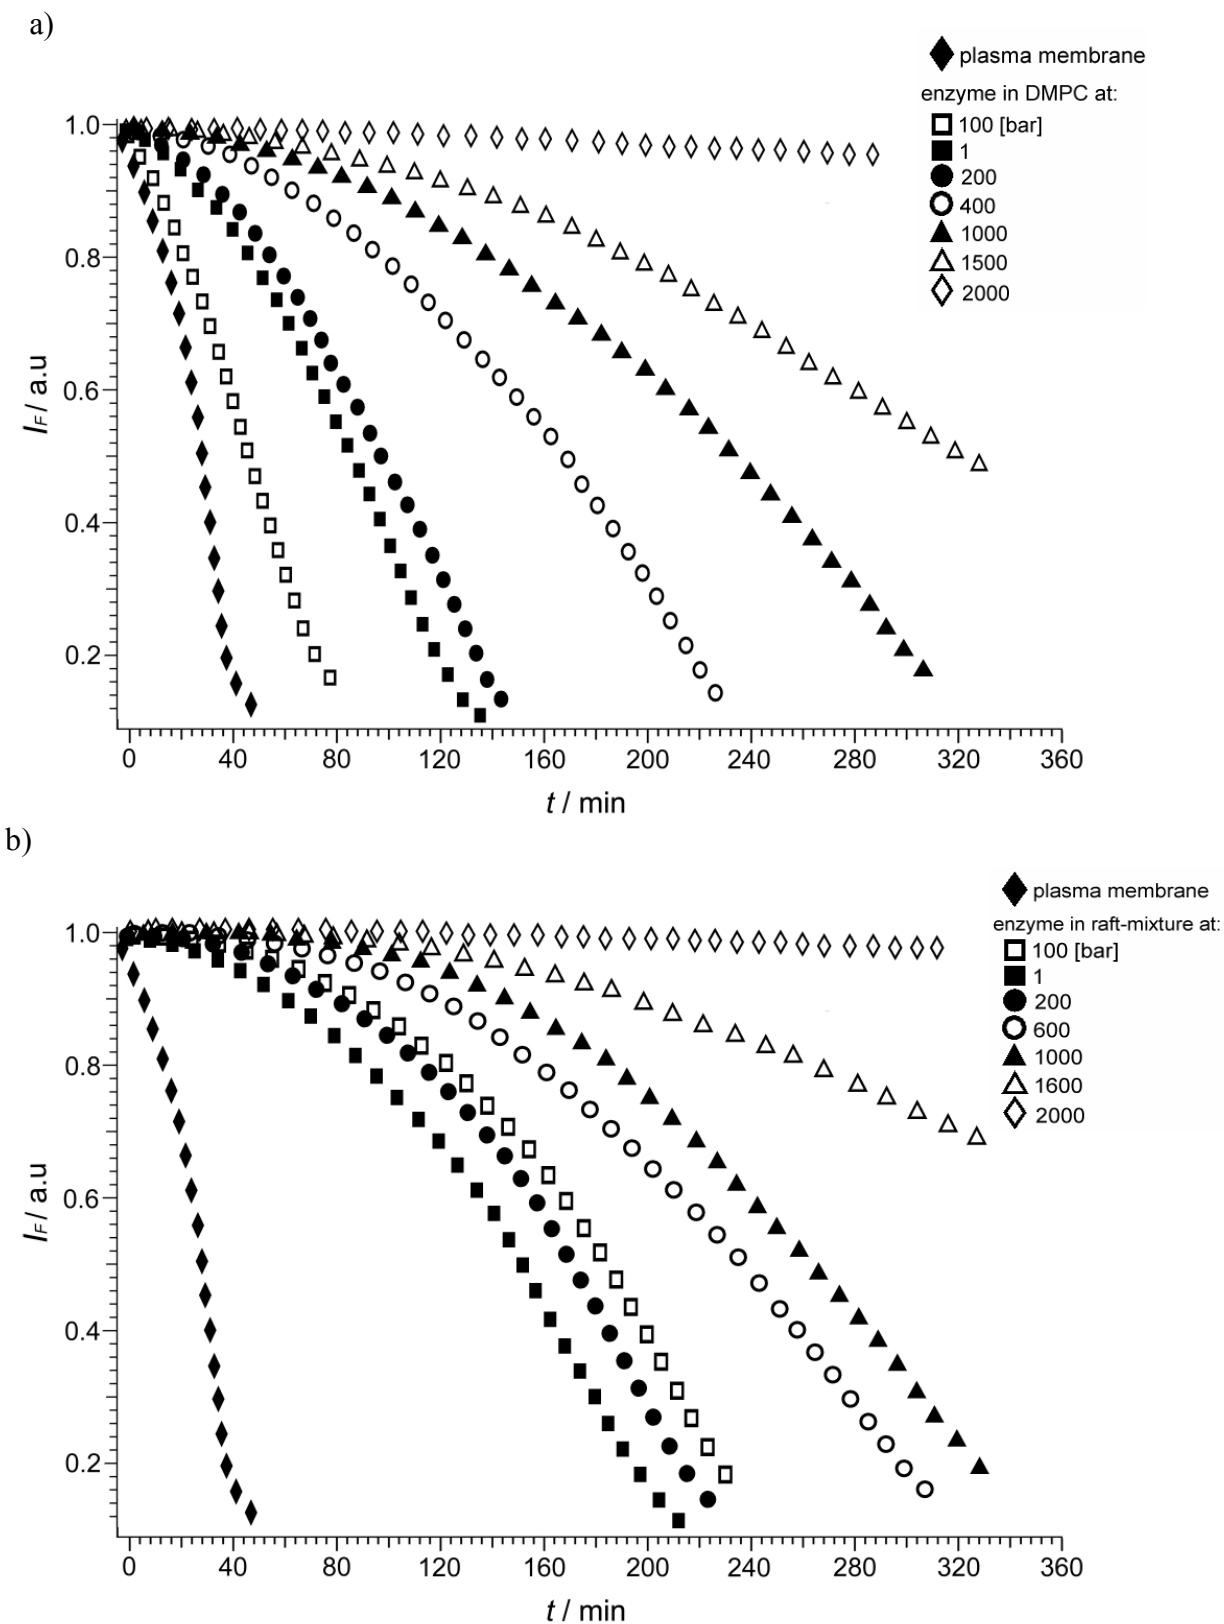 a)
plasma membrane
enzyme in DMPC at:
100 [bar]
1
200
400
1000
1500
2000
1.0
0.8
0.6
0.4
0.2
I_F / a.u
0 40 80 120 160 200 240 280 320 360
t / min
b)
plasma membrane
enzyme in raft-mixture at:
100 [bar]
1
200
600
1000
1600
2000
1.0
0.8
0.6
0.4
0.2
I_F / a.u
0 40 80 120 160 200 240 280 320 360
t / min